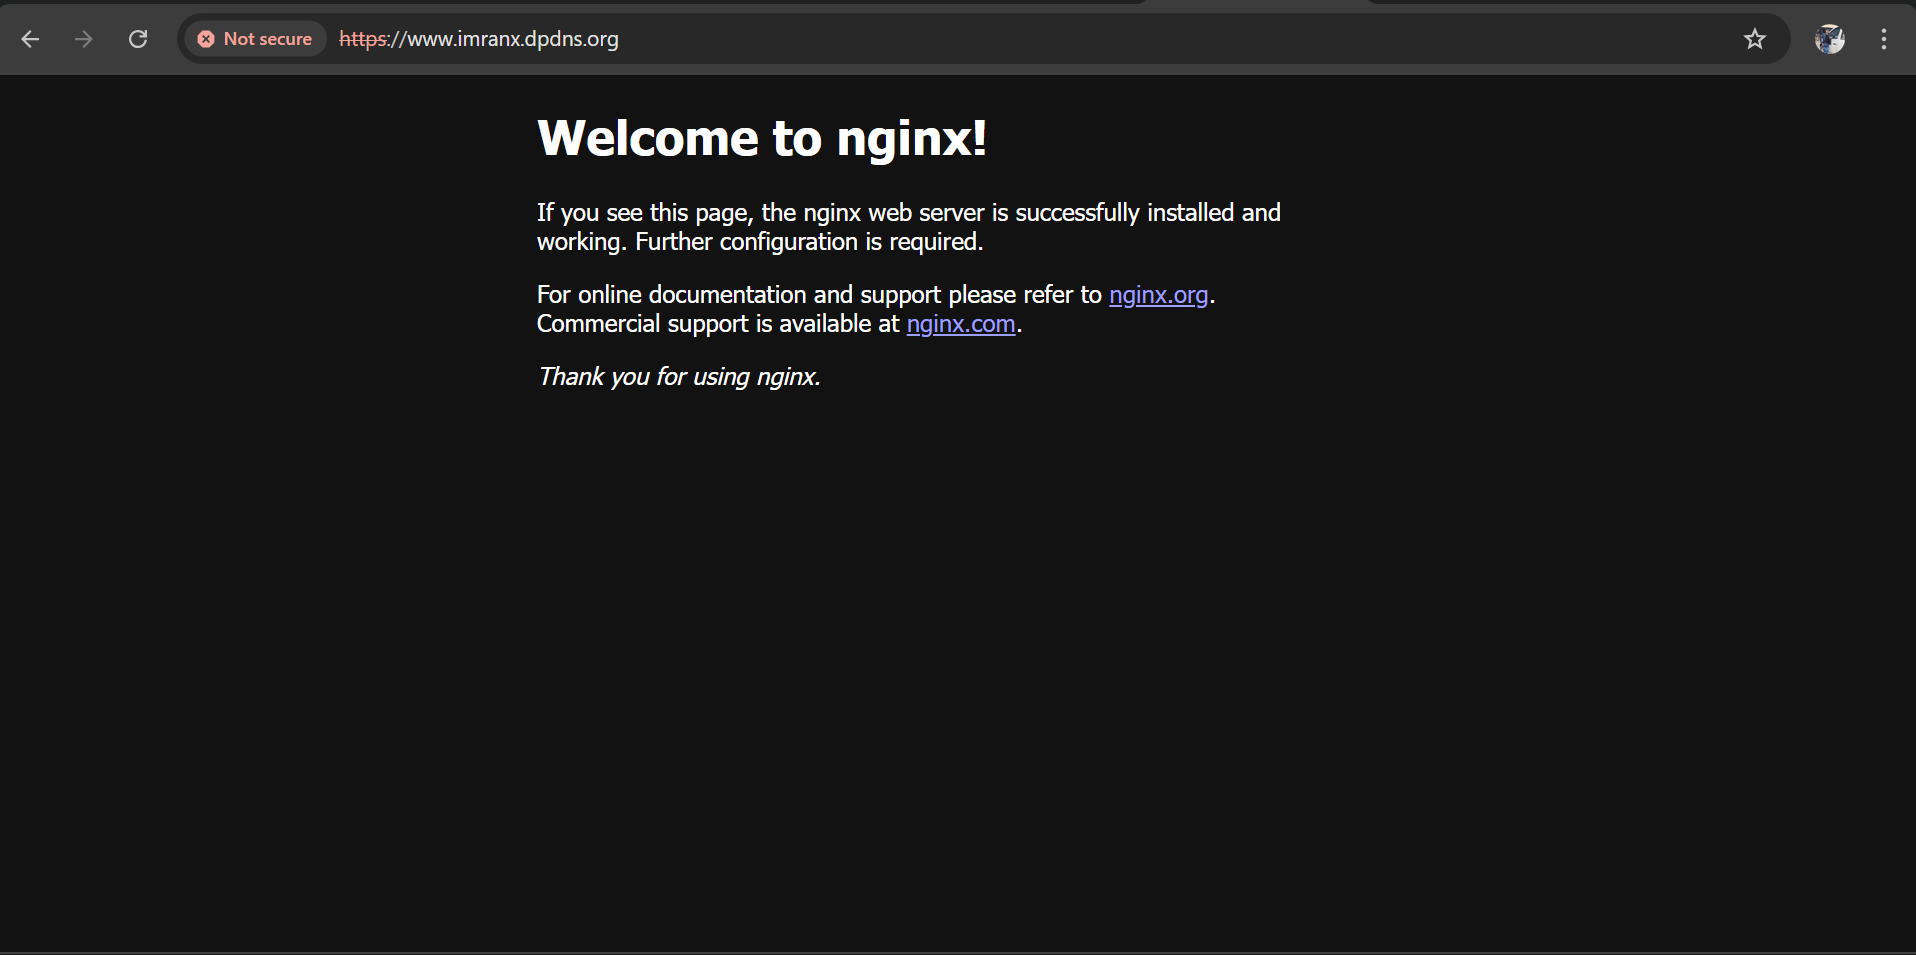 Not secure https://www.imranx.dpdns.org
Welcome to nginx!
If you see this page, the nginx web server is successfully installed and
working. Further configuration is required.
For online documentation and support please refer to nginx.org.
Commercial support is available at nginx.com.
Thank you for using nginx.